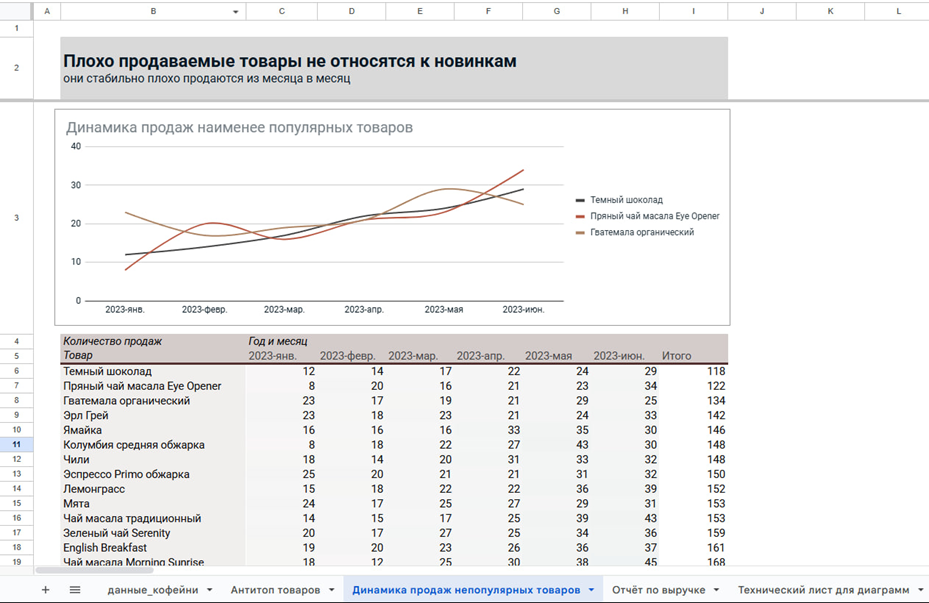 A B C D E F G H I J K L
1
2
Плохо продаваемые товары не относятся к новинкам
они стабильно плохо продаются из месяца в месяц
3
Динамика продаж наименее популярных товаров
40
30
20
10
0
2023-янв. 2023-февр. 2023-мар. 2023-апр. 2023-мая 2023-июн.
Темный шоколад
Пряный чай масала Eye Opener
Гватемала органический
4 Количество продаж Год и месяц
5 Товар 2023-янв. 2023-февр. 2023-мар. 2023-апр. 2023-мая 2023-июн. Итого
6 Темный шоколад 12 14 17 22 24 29 118
7 Пряный чай масала Eye Opener 8 20 16 21 23 34 122
8 Гватемала органический 23 17 19 21 29 25 134
9 Эрл Грей 23 18 23 21 24 33 142
10 Ямайка 16 16 16 33 35 30 146
11 Колумбия средняя обжарка 8 18 22 27 43 30 148
12 Чили 18 14 20 31 33 32 148
13 Эспрессо Primo обжарка 25 20 21 21 31 32 150
14 Лемонграсс 15 18 22 22 36 39 152
15 Мята 24 17 25 27 29 31 153
16 Чай масала традиционный 14 15 17 25 39 43 153
17 Зеленый чай Serenity 20 17 27 25 34 36 159
18 English Breakfast 19 20 23 26 36 37 161
19 Чай масала Morning Sunrise 18 12 25 30 38 45 168
данные_кофейни Антитоп товаров Динамика продаж непопулярных товаров Отчёт по выручке Технический лист для диаграмм